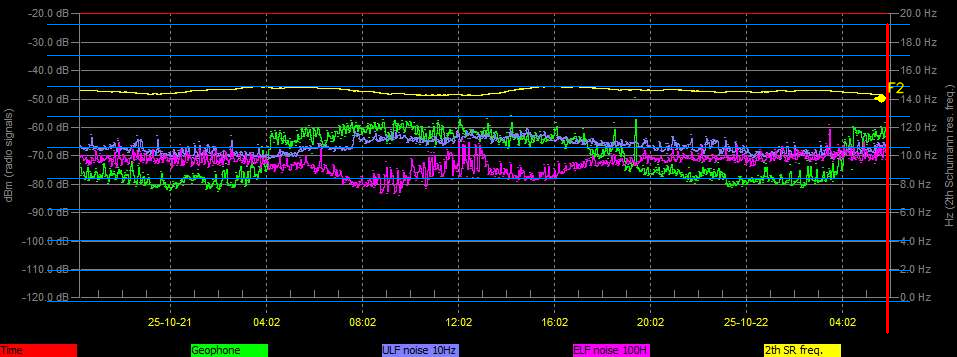 -20.0 dB 20.0 Hz
-30.0 dB 18.0 Hz
-40.0 dB 16.0 Hz
F2
-50.0 dB 14.0 Hz
-60.0 dB 12.0 Hz
-70.0 dB 10.0 Hz
-80.0 dB 8.0 Hz
-90.0 dB 6.0 Hz
-100.0 dB 4.0 Hz
-110.0 dB 2.0 Hz
-120.0 dB 0.0 Hz
dBm (radio signals)
Hz (2th Schumann res. freq.)
25-10-21 04:02 08:02 12:02 16:02 20:02 25-10-22 04:02
Time Geophone ULF noise 10Hz ELF noise 100H 2th SR freq.